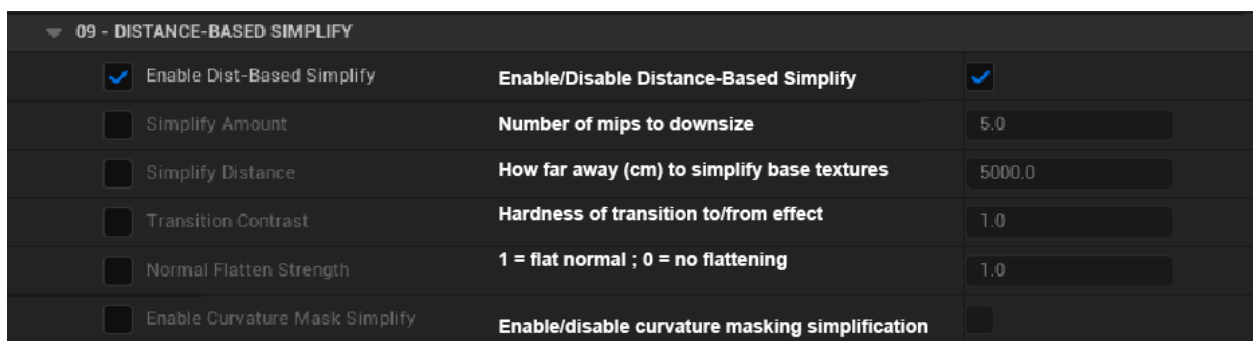 09 - DISTANCE-BASED SIMPLIFY
Enable Dist-Based Simplify Enable/Disable Distance-Based Simplify
Simplify Amount Number of mips to downsize 5.0
Simplify Distance How far away (cm) to simplify base textures 5000.0
Transition Contrast Hardness of transition to/from effect 1.0
Normal Flatten Strength 1 = flat normal ; 0 = no flattening 1.0
Enable Curvature Mask Simplify Enable/disable curvature masking simplification